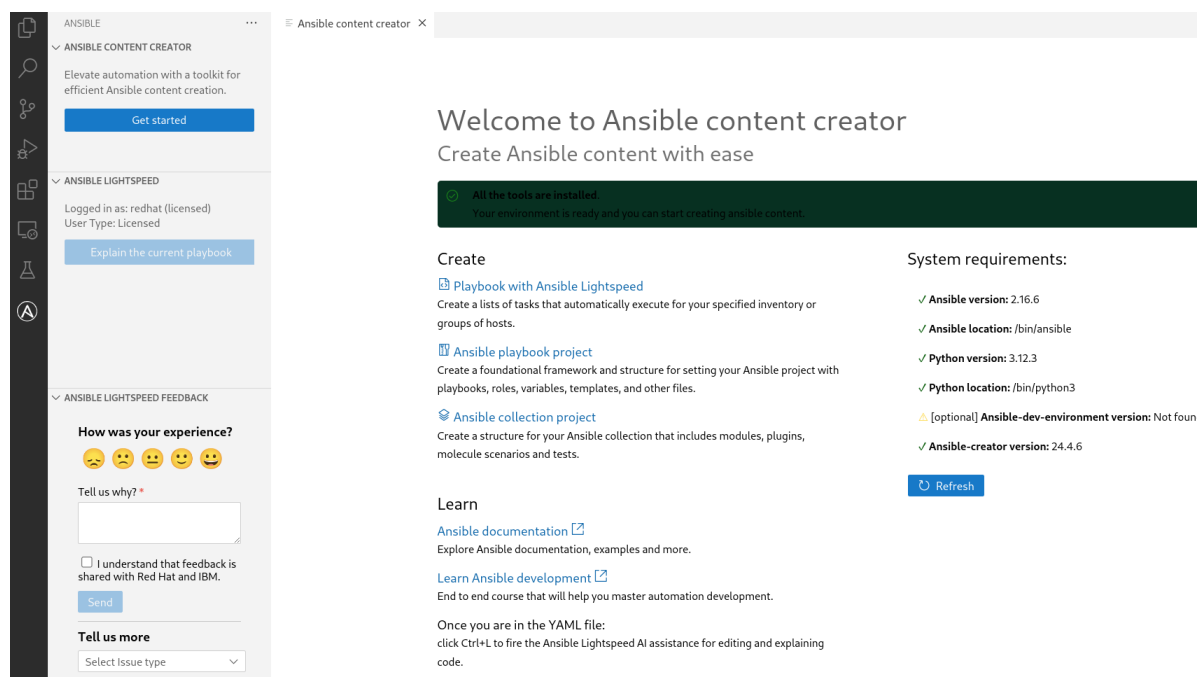 ANSIBLE
ANSIBLE CONTENT CREATOR
Elevate automation with a toolkit for
efficient Ansible content creation.
Get started
ANSIBLE LIGHTSPEED
Logged in as: redhat (licensed)
User Type: Licensed
Explain the current playbook
ANSIBLE LIGHTSPEED FEEDBACK
How was your experience?
Tell us why? *
I understand that feedback is
shared with Red Hat and IBM.
Send
Tell us more
Select Issue type
Ansible content creator
Welcome to Ansible content creator
Create Ansible content with ease
All the tools are installed.
Your environment is ready and you can start creating ansible content.
Create
Playbook with Ansible Lightspeed
Create a lists of tasks that automatically execute for your specified inventory or
groups of hosts.
Ansible playbook project
Create a foundational framework and structure for setting your Ansible project with
playbooks, roles, variables, templates, and other files.
Ansible collection project
Create a structure for your Ansible collection that includes modules, plugins,
molecule scenarios and tests.
Learn
Ansible documentation
Explore Ansible documentation, examples and more.
Learn Ansible development
End to end course that will help you master automation development.
Once you are in the YAML file:
click Ctrl+L to fire the Ansible Lightspeed AI assistance for editing and explaining
code.
System requirements:
✓ Ansible version: 2.16.6
✓ Ansible location: /bin/ansible
✓ Python version: 3.12.3
✓ Python location: /bin/python3
[optional] Ansible-dev-environment version: Not foun
✓ Ansible-creator version: 24.4.6
Refresh